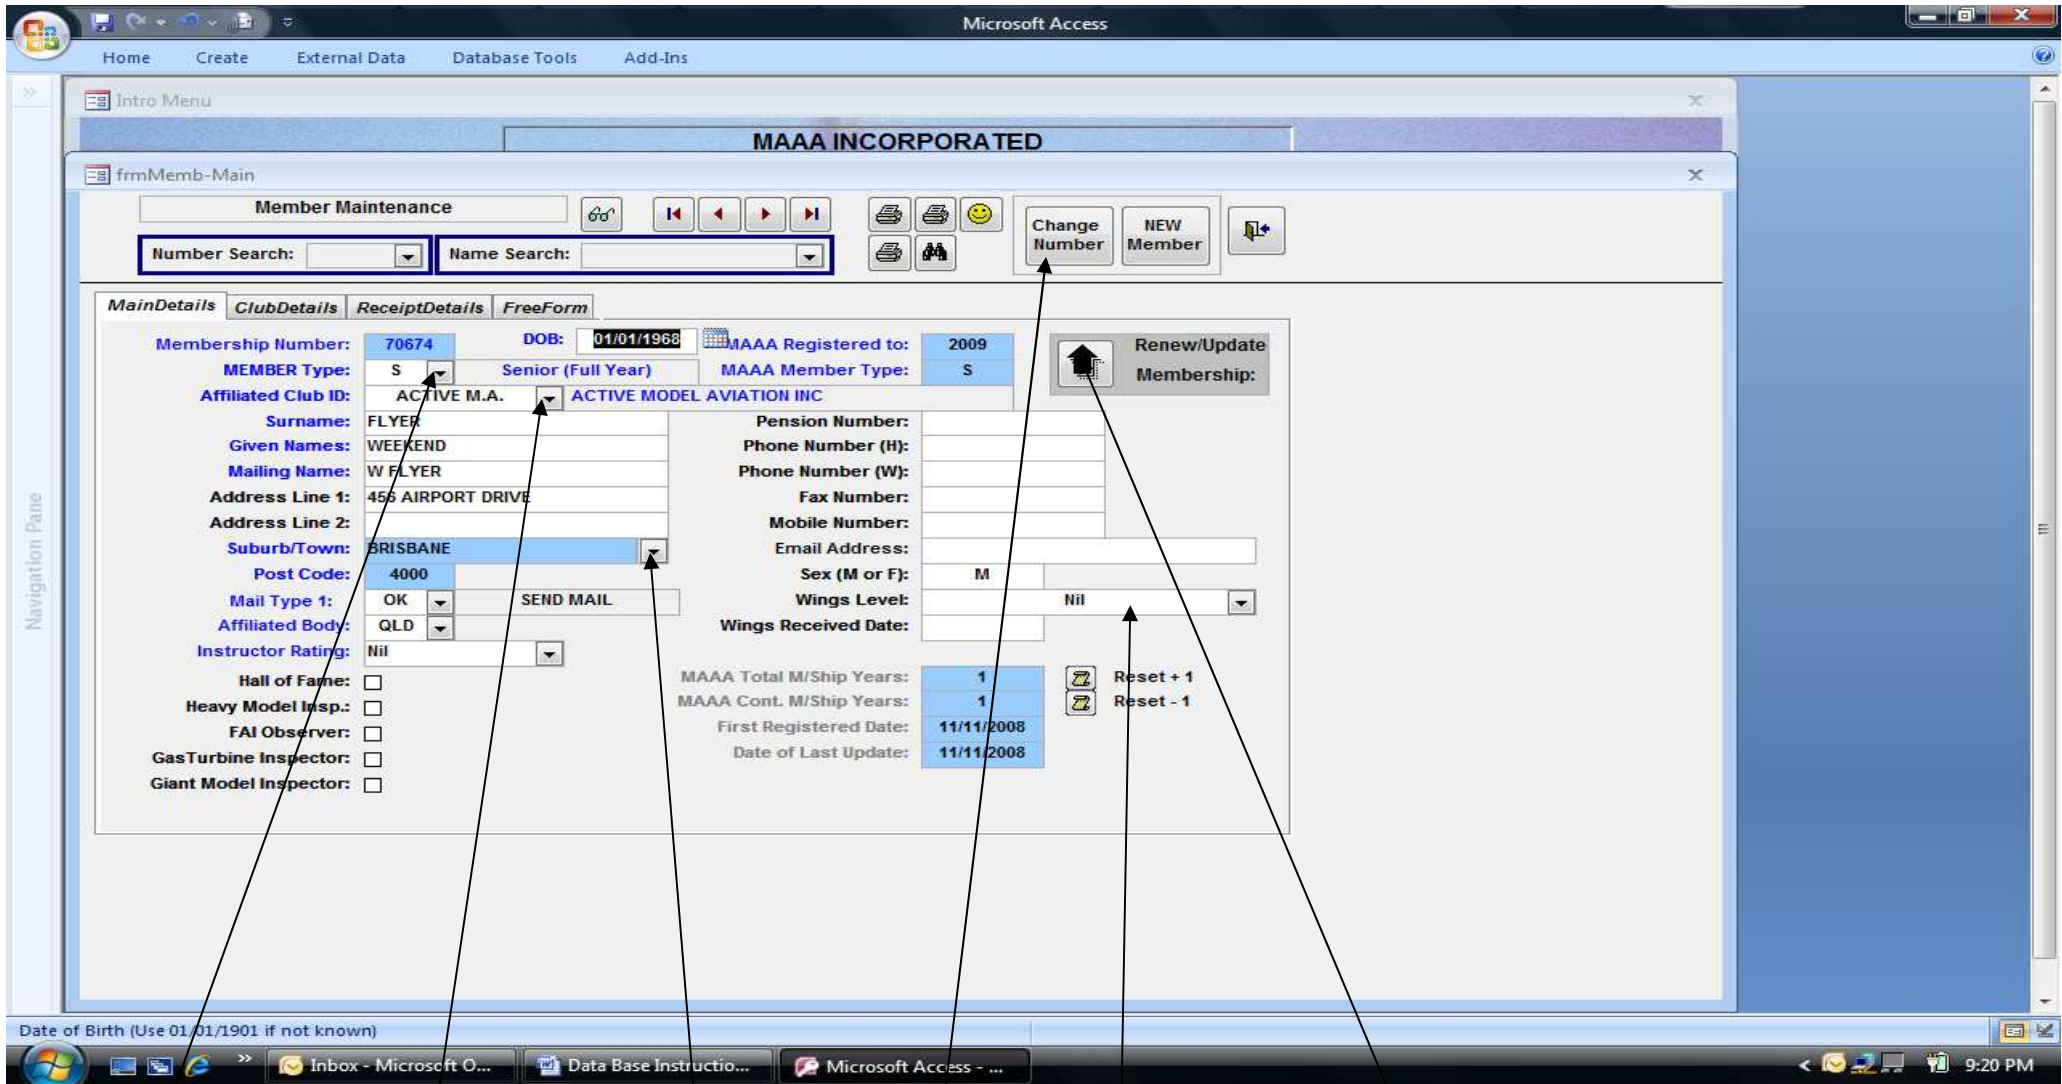 Microsoft Access
Home Create External Data Database Tools Add-Ins
Intro Menu
MAAA INCORPORATED
frmMemb-Main
Member Maintenance
Change Number NEW Member
Number Search: Name Search:
MainDetails ClubDetails ReceiptDetails FreeForm
Membership Number: 70674 DOB: 01/01/1968 MAAA Registered to: 2009 Renew/Update
MEMBER Type: S Senior (Full Year) MAAA Member Type: S Membership:
Affiliated Club ID: ACTIVE M.A. ACTIVE MODEL AVIATION INC
Surname: FLYER Pension Number:
Given Names: WEEKEND Phone Number (H):
Mailing Name: W FLYER Phone Number (W):
Address Line 1: 456 AIRPORT DRIVE Fax Number:
Address Line 2: Mobile Number:
Suburb/Town: BRISBANE Email Address:
Post Code: 4000 Sex (M or F): M
Mail Type 1: OK SEND MAIL Wings Level: Nil
Affiliated Body: QLD Wings Received Date:
Instructor Rating: Nil
Hall of Fame: MAAA Total M/Ship Years: 1 Reset + 1
Heavy Model Insp.: MAAA Cont. M/Ship Years: 1 Reset - 1
FAI Observer: First Registered Date: 11/11/2008
GasTurbine Inspector: Date of Last Update: 11/11/2008
Giant Model Inspector:
Navigation Pane
Date of Birth (Use 01/01/1901 if not known)
Inbox - Microsoft O... Data Base Instructio... Microsoft Access - ... 9:20 PM